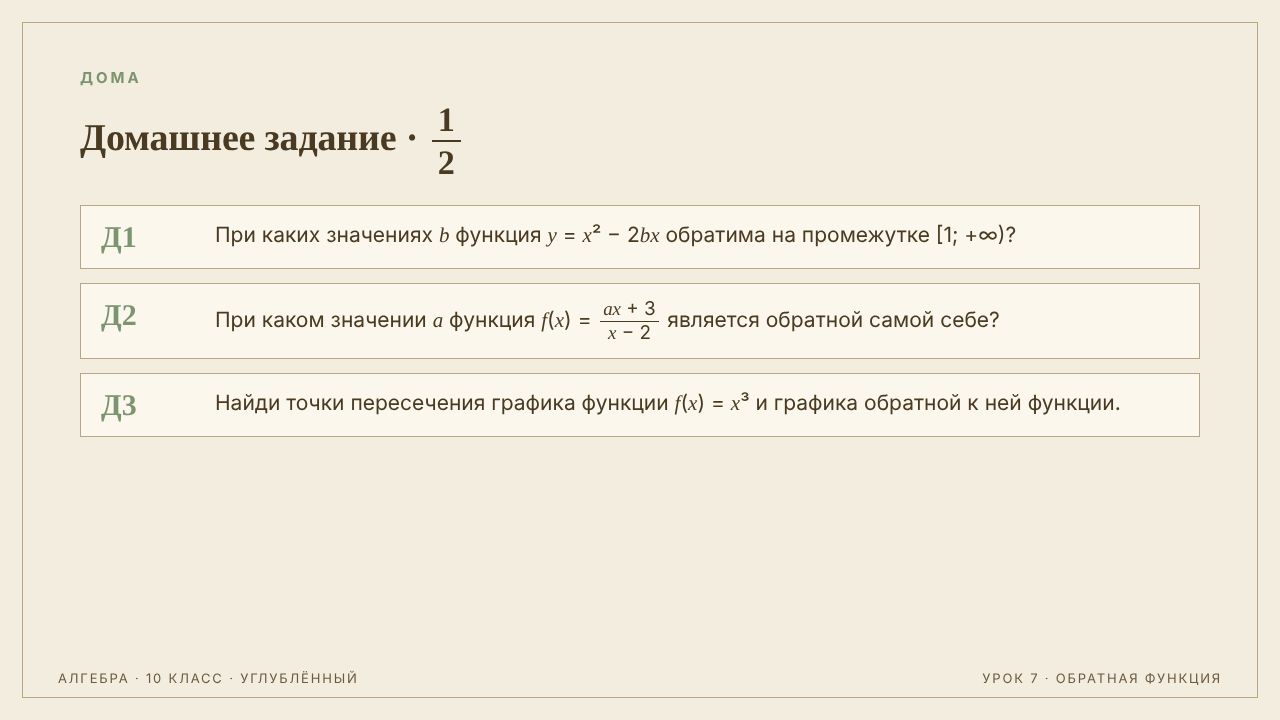 ДОМА
Домашнее задание · 1/2
Д1 При каких значениях b функция y = x² − 2bx обратима на промежутке [1; +∞)?
Д2 При каком значении a функция f(x) = (ax + 3)/(x − 2) является обратной самой себе?
Д3 Найди точки пересечения графика функции f(x) = x³ и графика обратной к ней функции.
АЛГЕБРА · 10 КЛАСС · УГЛУБЛЁННЫЙ
УРОК 7 · ОБРАТНАЯ ФУНКЦИЯ